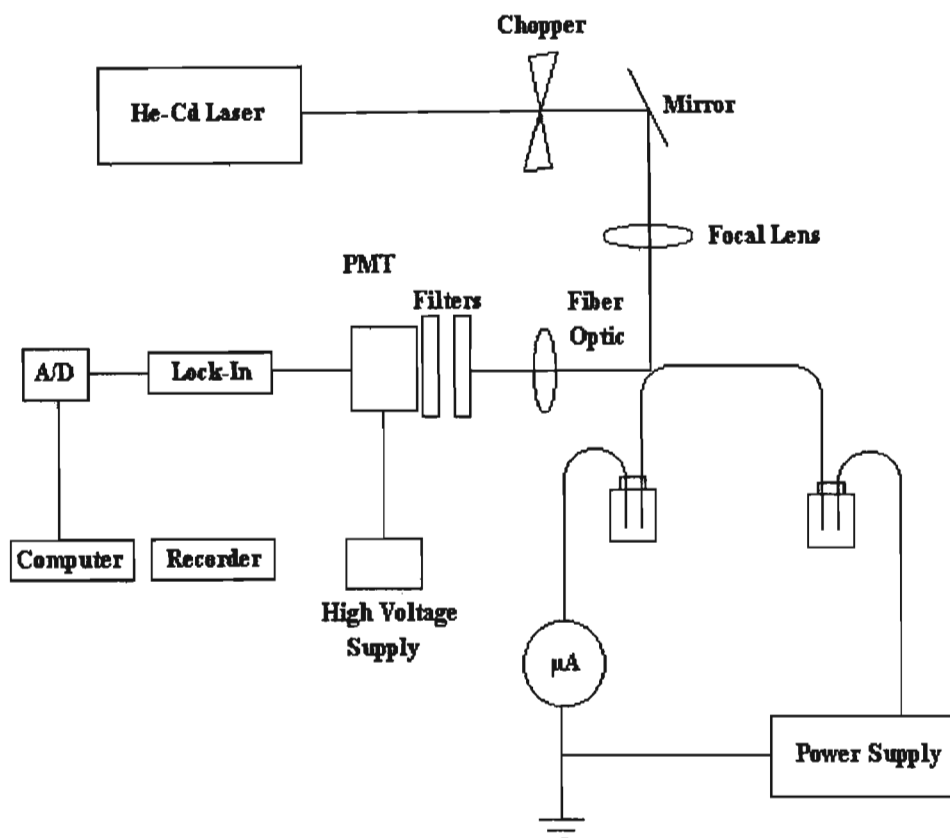 Chopper
He-Cd Laser
Mirror
Focal Lens
PMT
Filters
Fiber
Optic
A/D
Lock-In
Computer
Recorder
High Voltage
Supply
µA
Power Supply